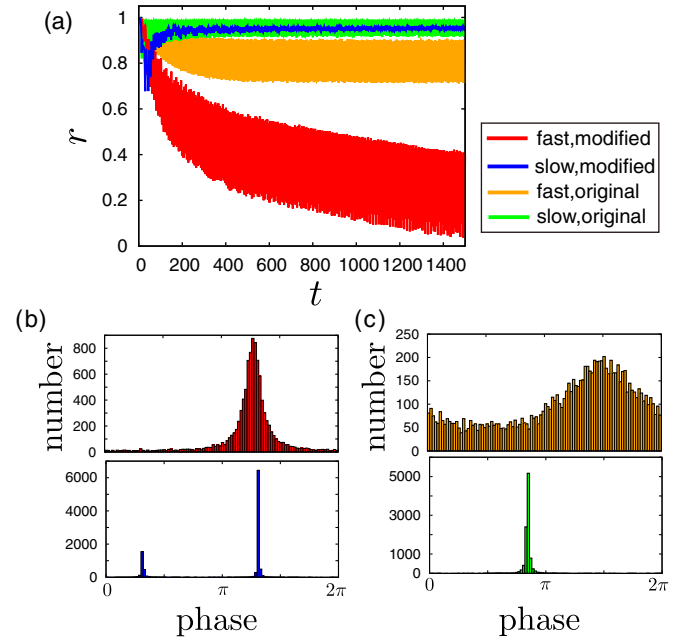 (a)
r
1
0.8
0.6
0.4
0.2
0
0 200 400 600 800 1000 1200 1400
t
fast,modified
slow,modified
fast,original
slow,original
(b)
number
800
600
400
200
0
6000
4000
2000
0
0 π 2π
phase
(c)
number
250
200
150
100
50
0
5000
3000
1000
0
0 π 2π
phase